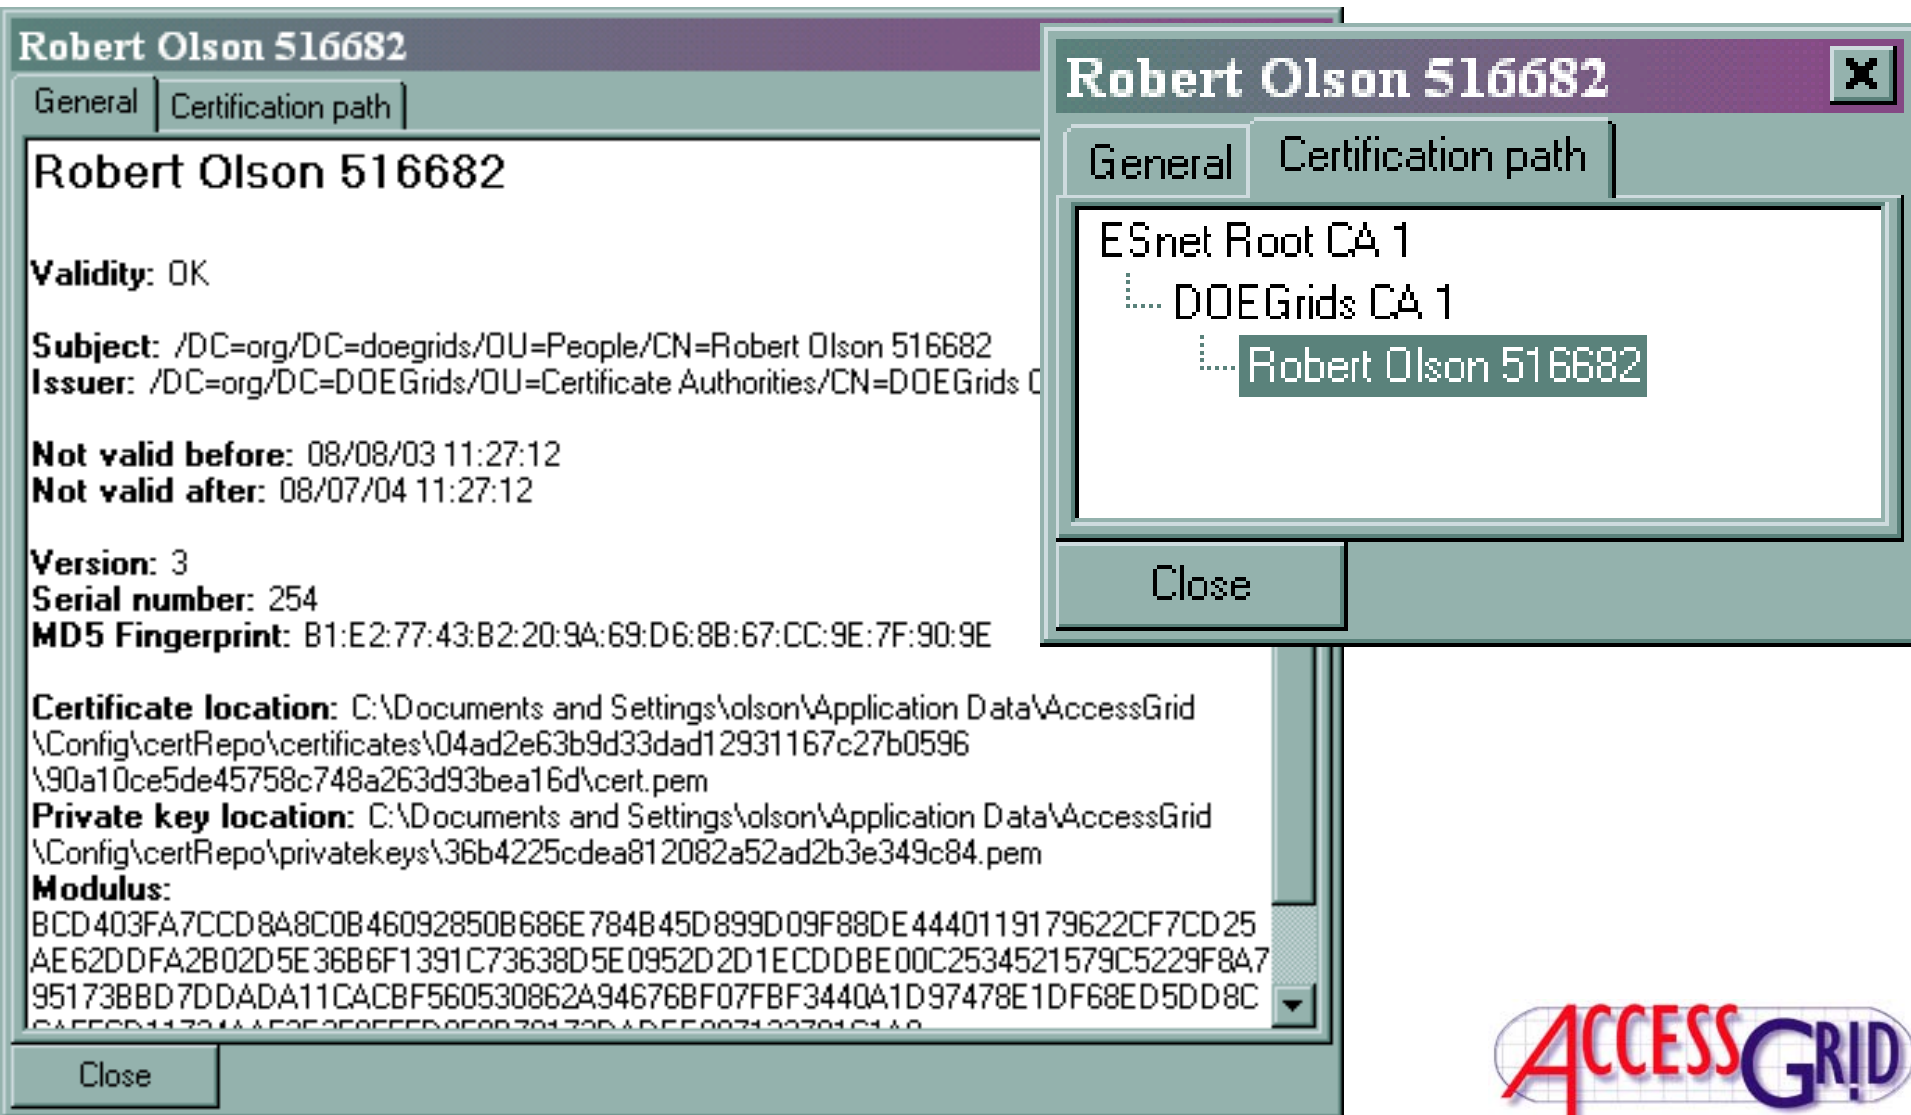 Robert Olson 516682
General
Certification path
Robert Olson 516682
Validity: OK
Subject: /DC=org/DC=doegrids/OU=People/CN=Robert Olson 516682
Issuer: /DC=org/DC=DOEGrids/OU=Certificate Authorities/CN=DOEGrids
Not valid before: 08/08/03 11:27:12
Not valid after: 08/07/04 11:27:12
Version: 3
Serial number: 254
MD5 Fingerprint: B1:E2:77:43:B2:20:9A:69:D6:8B:67:CC:9E:7F:90:9E
Certificate location: C:\Documents and Settings\olson\Application Data\AccessGrid
\Config\certRepo\certificates\04ad2e63b9d33dad12931167c27b0596
\90a10ce5de45758c748a263d93bea16d\cert.pem
Private key location: C:\Documents and Settings\olson\Application Data\AccessGrid
\Config\certRepo\privatekeys\36b4225cdea812082a52ad2b3e349c84.pem
Modulus:
BCD403FA7CCD8A8C0B46092850B686E784B45D899D09F88DE4440119179622CF7CD25
AE62DDFA2B02D5E36B6F1391C73638D5E0952D2D1ECDDBE00C2534521579C5229F8A7
95173BBD7DDADA11CACBF560530862A94676BF07FBF3440A1D97478E1DF68ED5DD8C
Close
Robert Olson 516682
General
Certification path
ESnet Root CA 1
DOEGrids CA 1
Robert Olson 516682
Close
ACCESSGRID